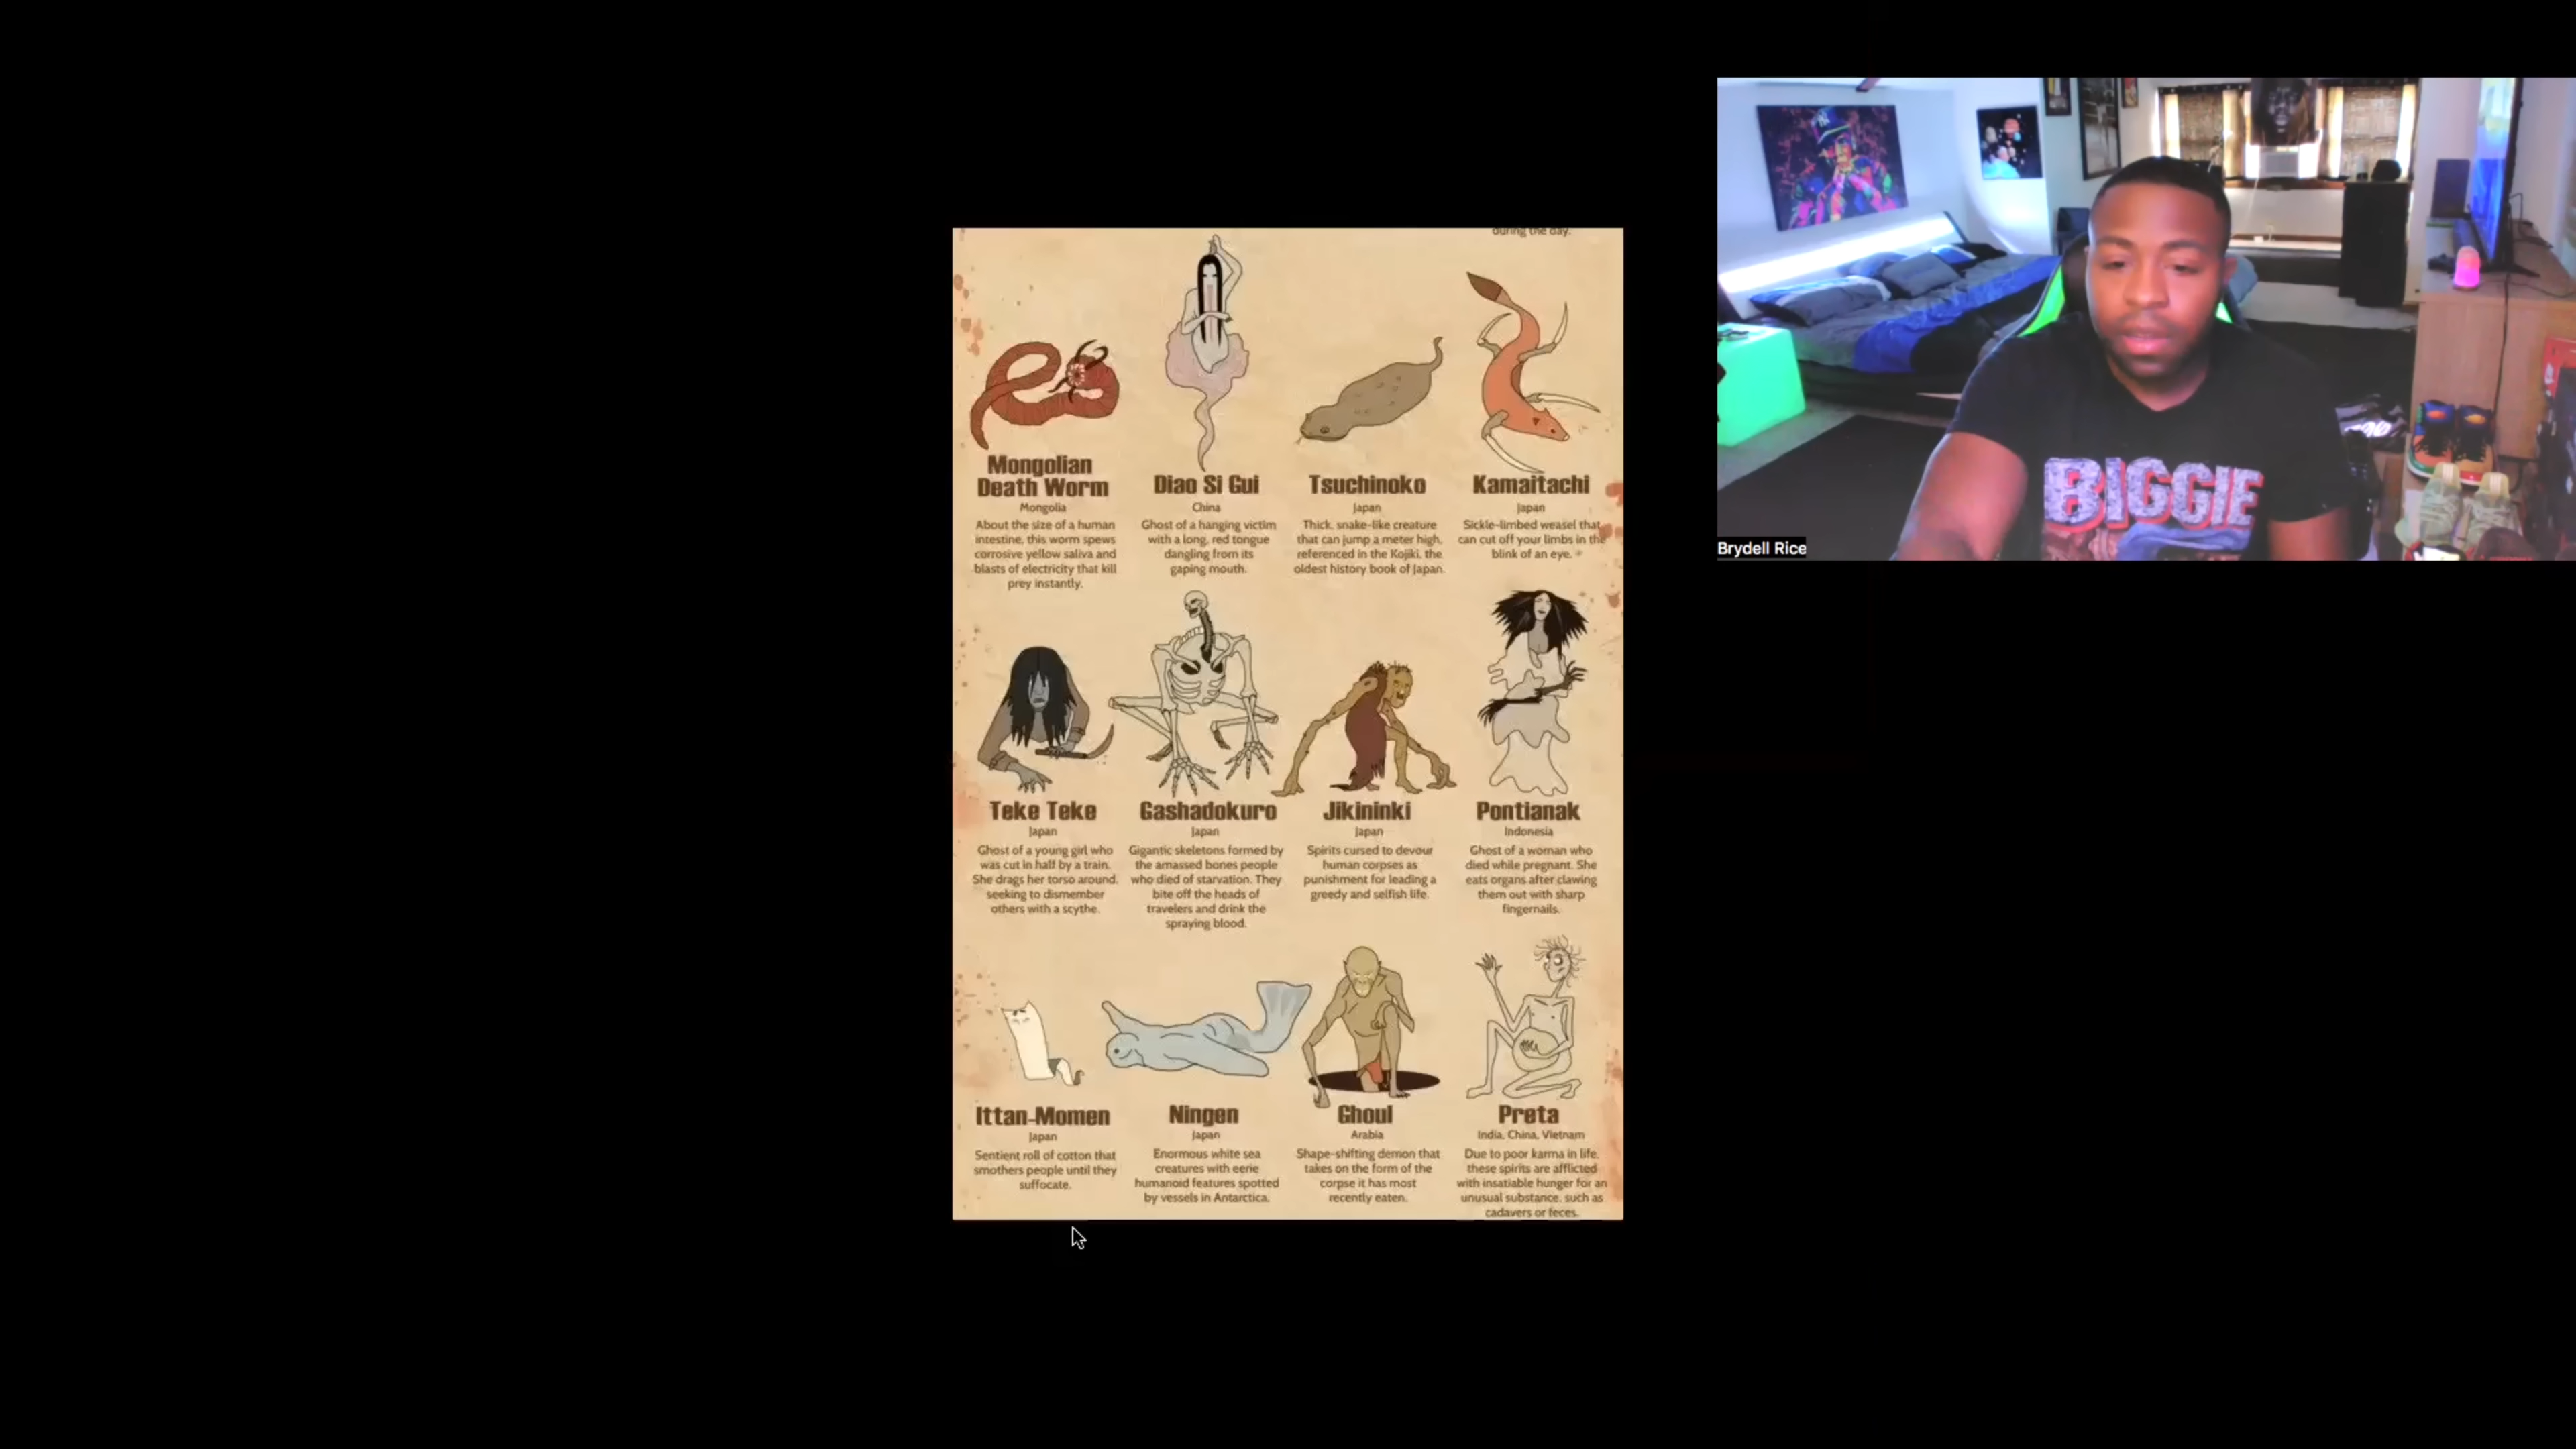 during the day.
Mongolian
Death Worm
Mongolia
About the size of a human
intestine, this worm spews
corrosive yellow saliva and
blasts of electricity that kill
prey instantly.
Diao Si Gui
China
Ghost of a hanging victim
with a long, red tongue
dangling from its
gaping mouth.
Tsuchinoko
Japan
Thick, snake-like creature
that can jump a meter high,
referenced in the Kojiki, the
oldest history book of Japan.
Kamaitachi
Japan
Sickle-limbed weasel that
can cut off your limbs in the
blink of an eye.
Teke Teke
Japan
Ghost of a young girl who
was cut in half by a train.
She drags her torso around,
seeking to dismember
others with a scythe.
Gashadokuro
Japan
Gigantic skeletons formed by
the amassed bones people
who died of starvation. They
bite off the heads of
travelers and drink the
spraying blood.
Jikininki
Japan
Spirits cursed to devour
human corpses as
punishment for leading a
greedy and selfish life.
Pontianak
Indonesia
Ghost of a woman who
died while pregnant. She
eats organs after clawing
them out with sharp
fingernails.
Ittan-Momen
Japan
Sentient roll of cotton that
smothers people until they
suffocate.
Ningen
Japan
Enormous white sea
creatures with eerie
humanoid features spotted
by vessels in Antarctica.
Ghoul
Arabia
Shape-shifting demon that
takes on the form of the
corpse it has most
recently eaten.
Preta
India, China, Vietnam
Due to poor karma in life,
these spirits are afflicted
with insatiable hunger for an
unusual substance, such as
cadavers or feces.
BIGGIE
Brydell Rice